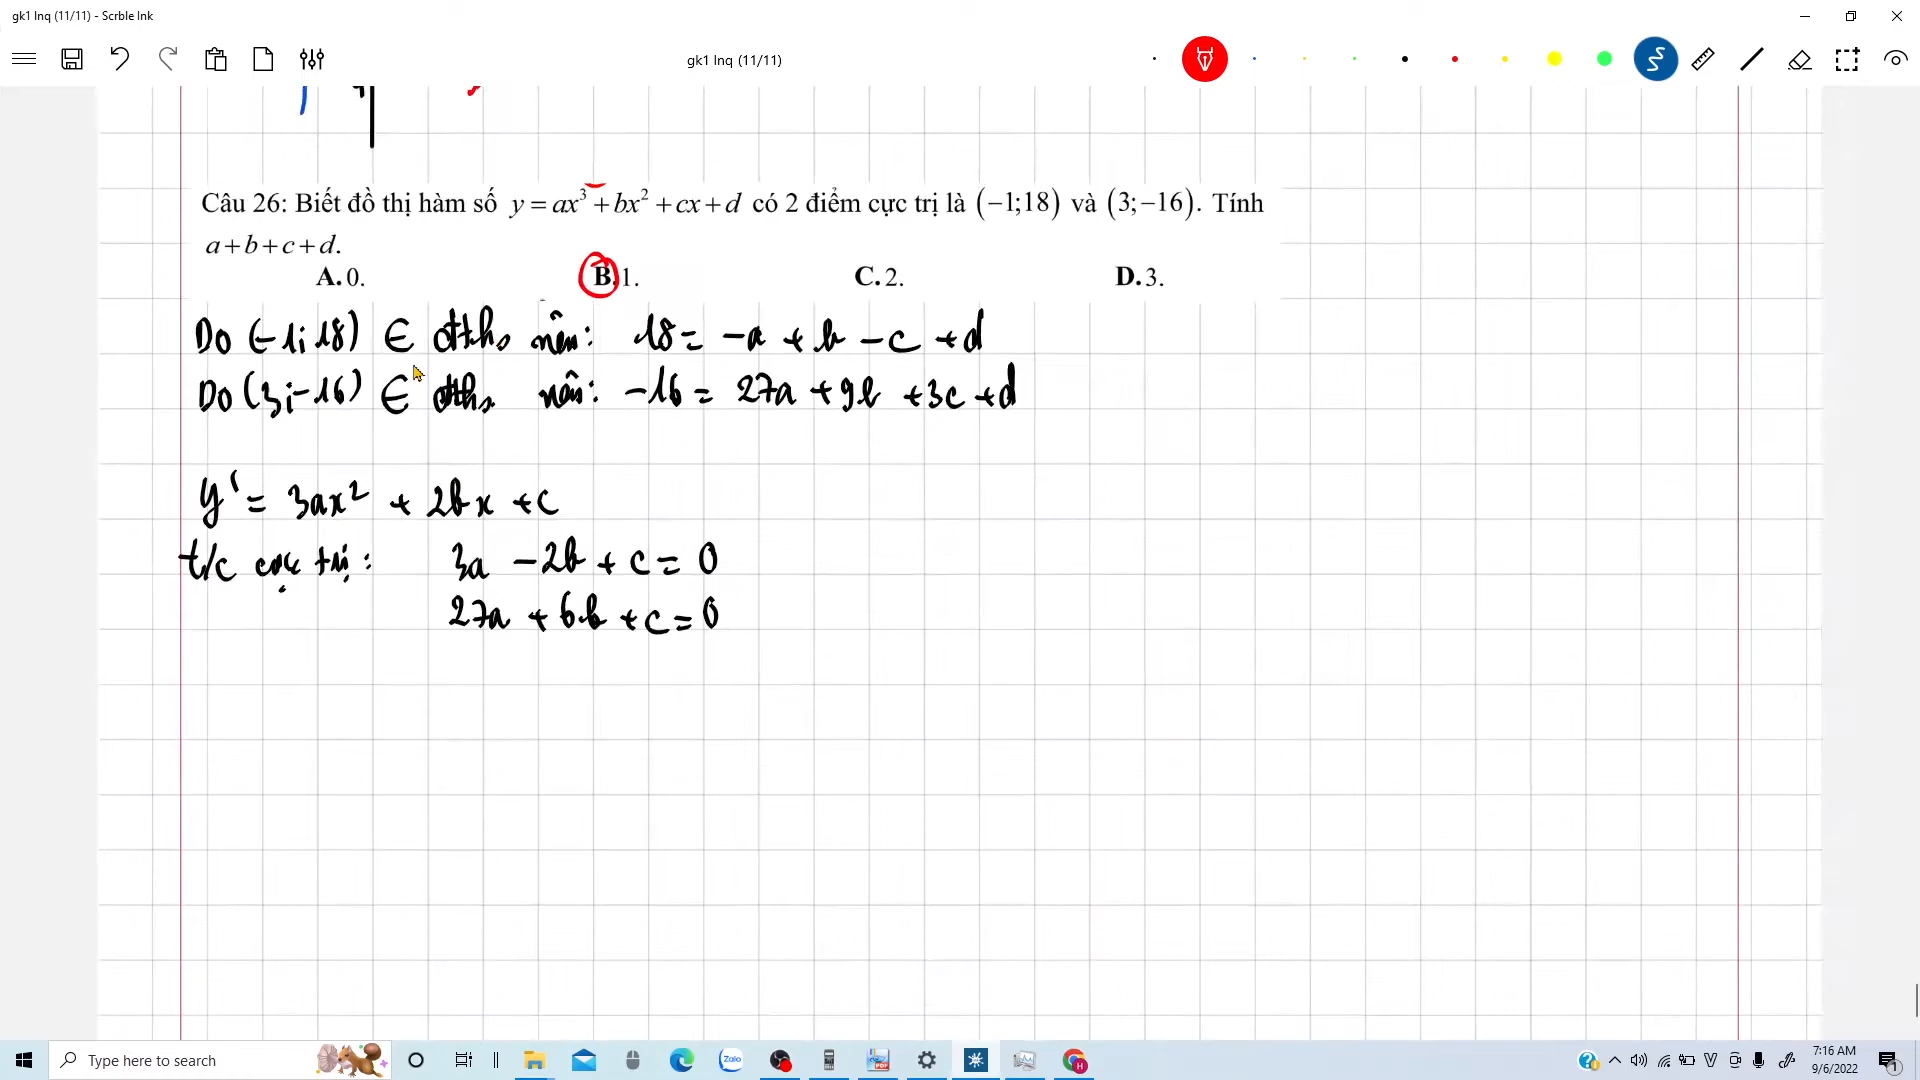 gk1 lnq (11/11) - Scrble Ink
gk1 lnq (11/11)
Câu 26: Biết đồ thị hàm số y = ax³ + bx² + cx + d có 2 điểm cực trị là (−1;18) và (3;−16). Tính
a + b + c + d.
A. 0. B. 1. C. 2. D. 3.
Do (-1; 18) ∈ đths nên: 18 = -a + b - c + d
Do (3; -16) ∈ đths nên: -16 = 27a + 9b + 3c + d
y' = 3ax² + 2bx + c
t/c cực trị: 3a - 2b + c = 0
27a + 6b + c = 0
Type here to search
Zalo
PDF
H
V
7:16 AM
9/6/2022
1